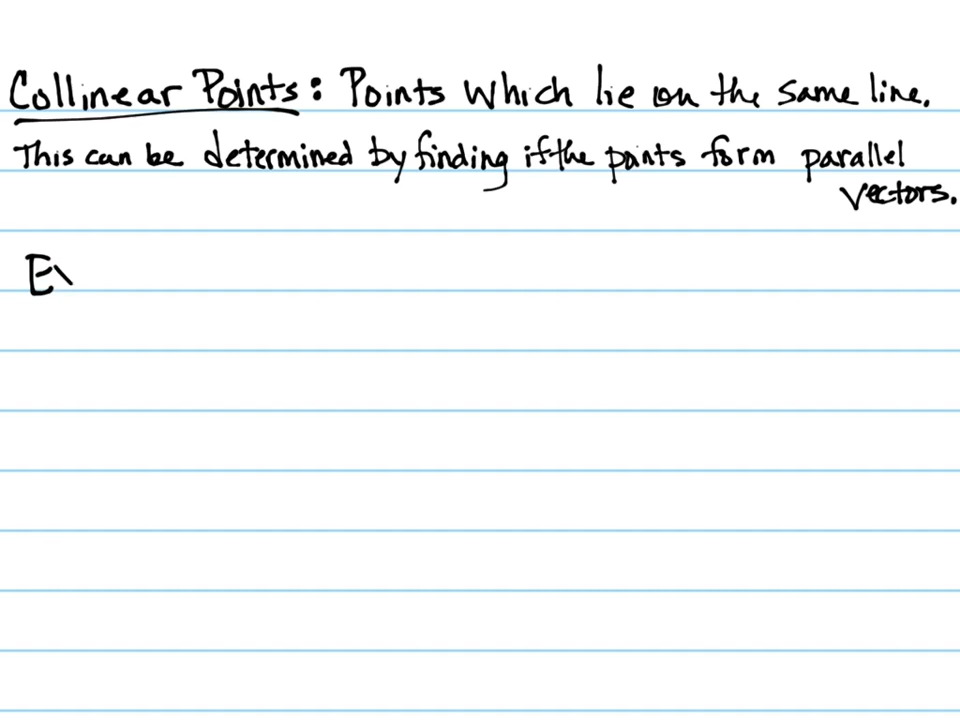 Collinear Points: Points which lie on the same line.
This can be determined by finding if the points form parallel
vectors.
Ex